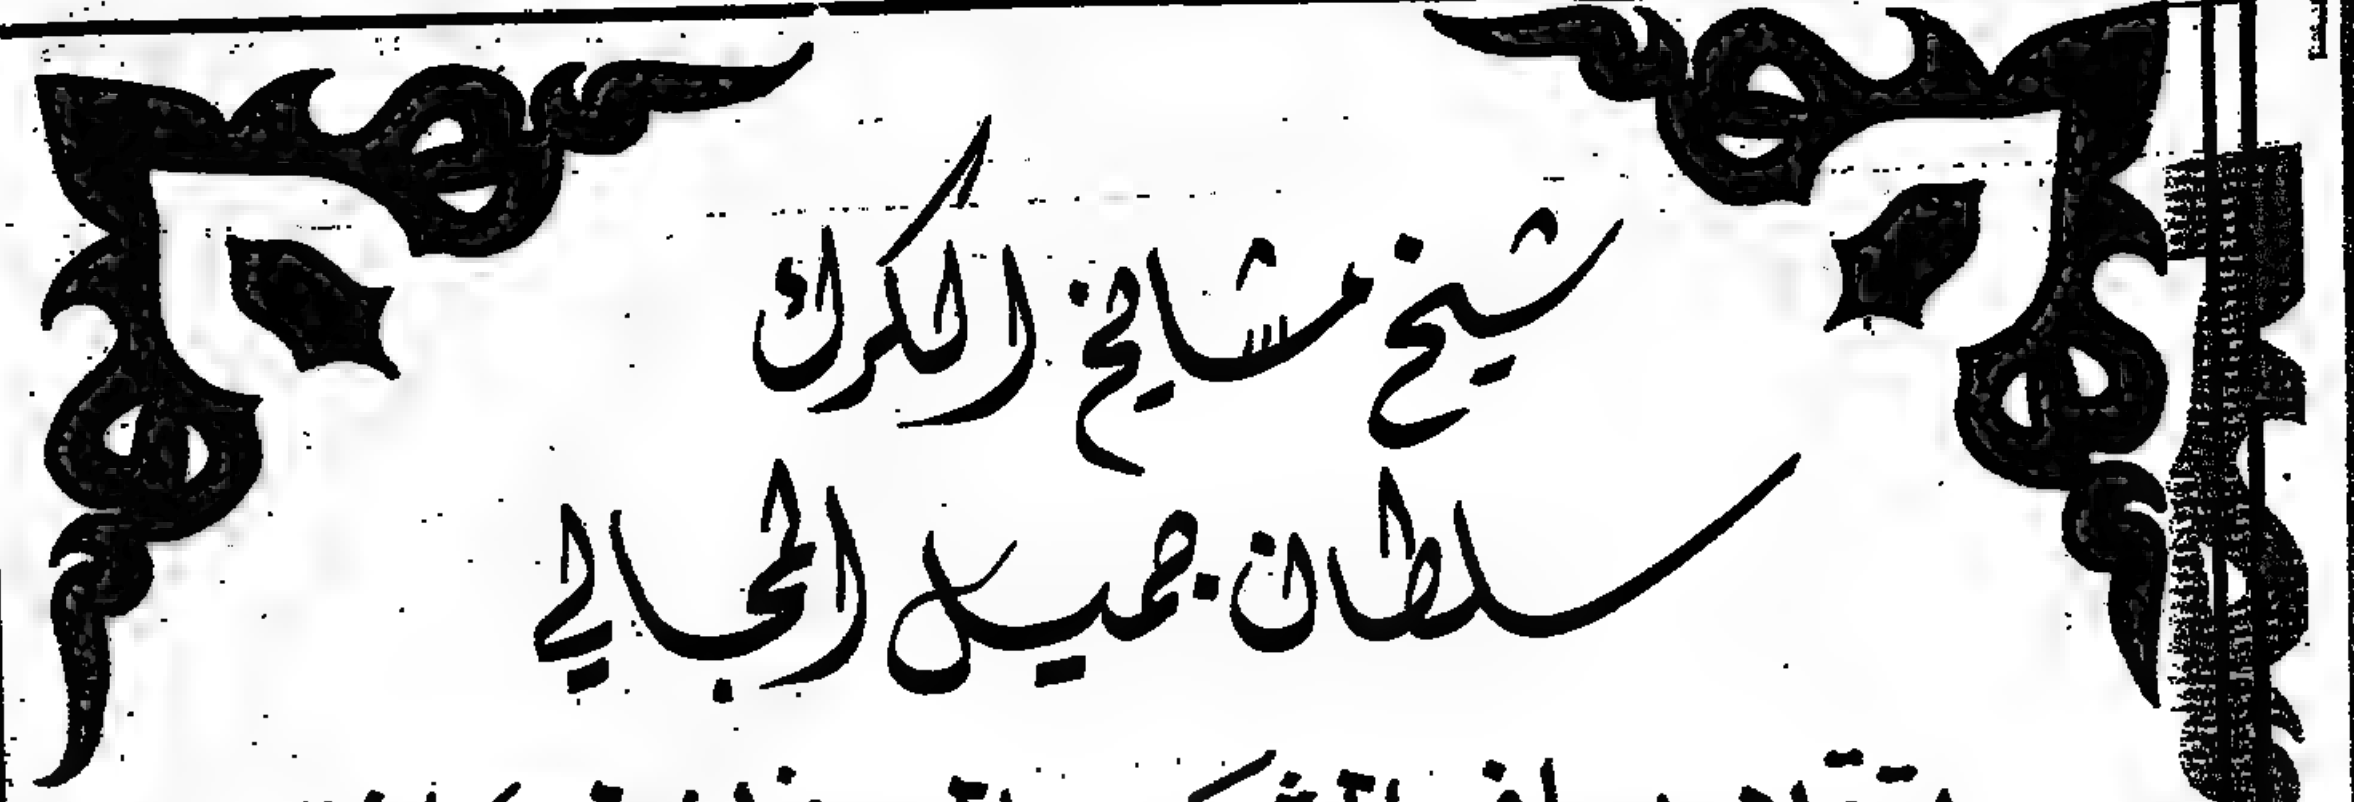 شيخ مشايخ الكرك
سلطان جميل المجالي